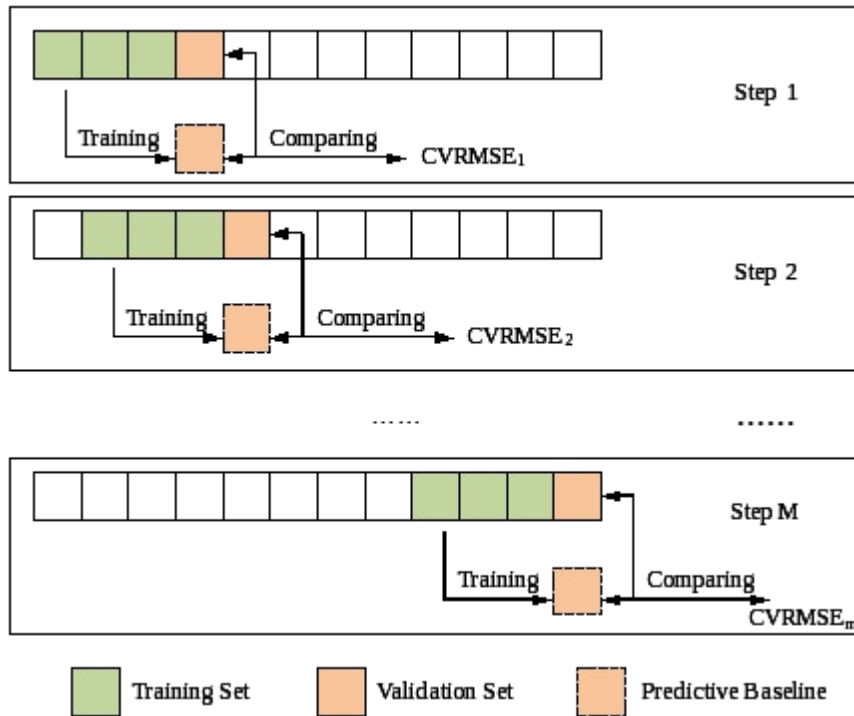 Step 1
Training
Comparing
CVRMSE₁
Step 2
Training
Comparing
CVRMSE₂
......
......
Step M
Training
Comparing
CVRMSEₘ
Training Set
Validation Set
Predictive Baseline